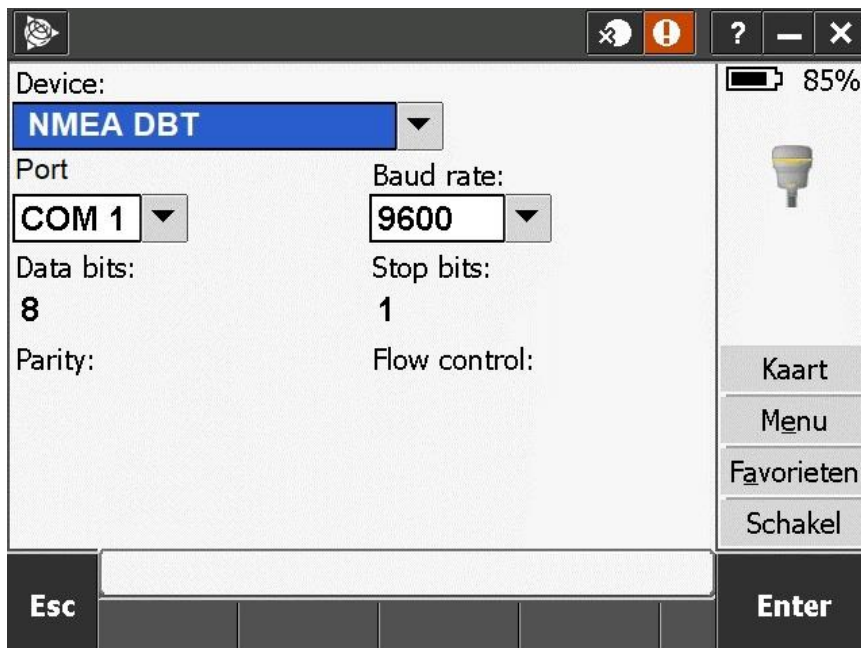 ?
85%
Device:
NMEA DBT
Port
Baud rate:
COM 1
9600
Data bits:
Stop bits:
8
1
Parity:
Flow control:
Kaart
Menu
Favorieten
Schakel
Esc
Enter